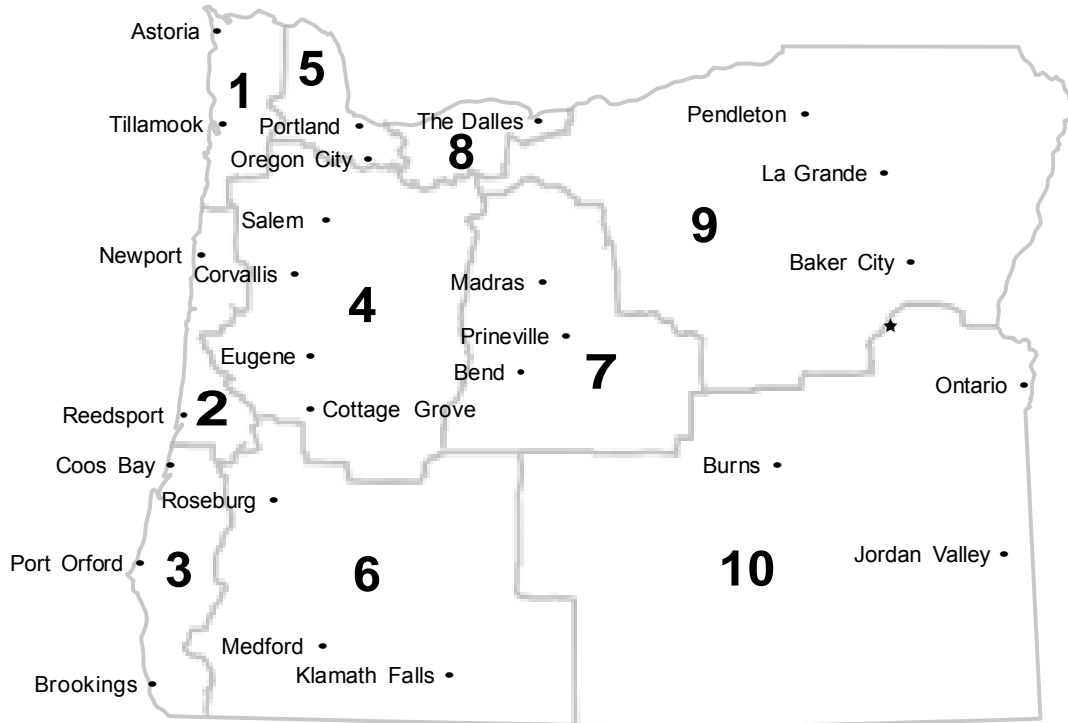 Astoria
5
1
Pendleton
Tillamook
Portland
The Dalles
8
Oregon City
La Grande
Salem
9
Newport
Baker City
Corvallis
Madras
4
Prineville
Eugene
Bend
7
Ontario
Reedsport
2
Cottage Grove
Coos Bay
Burns
Roseburg
Port Orford
3
6
10
Jordan Valley
Medford
Klamath Falls
Brookings